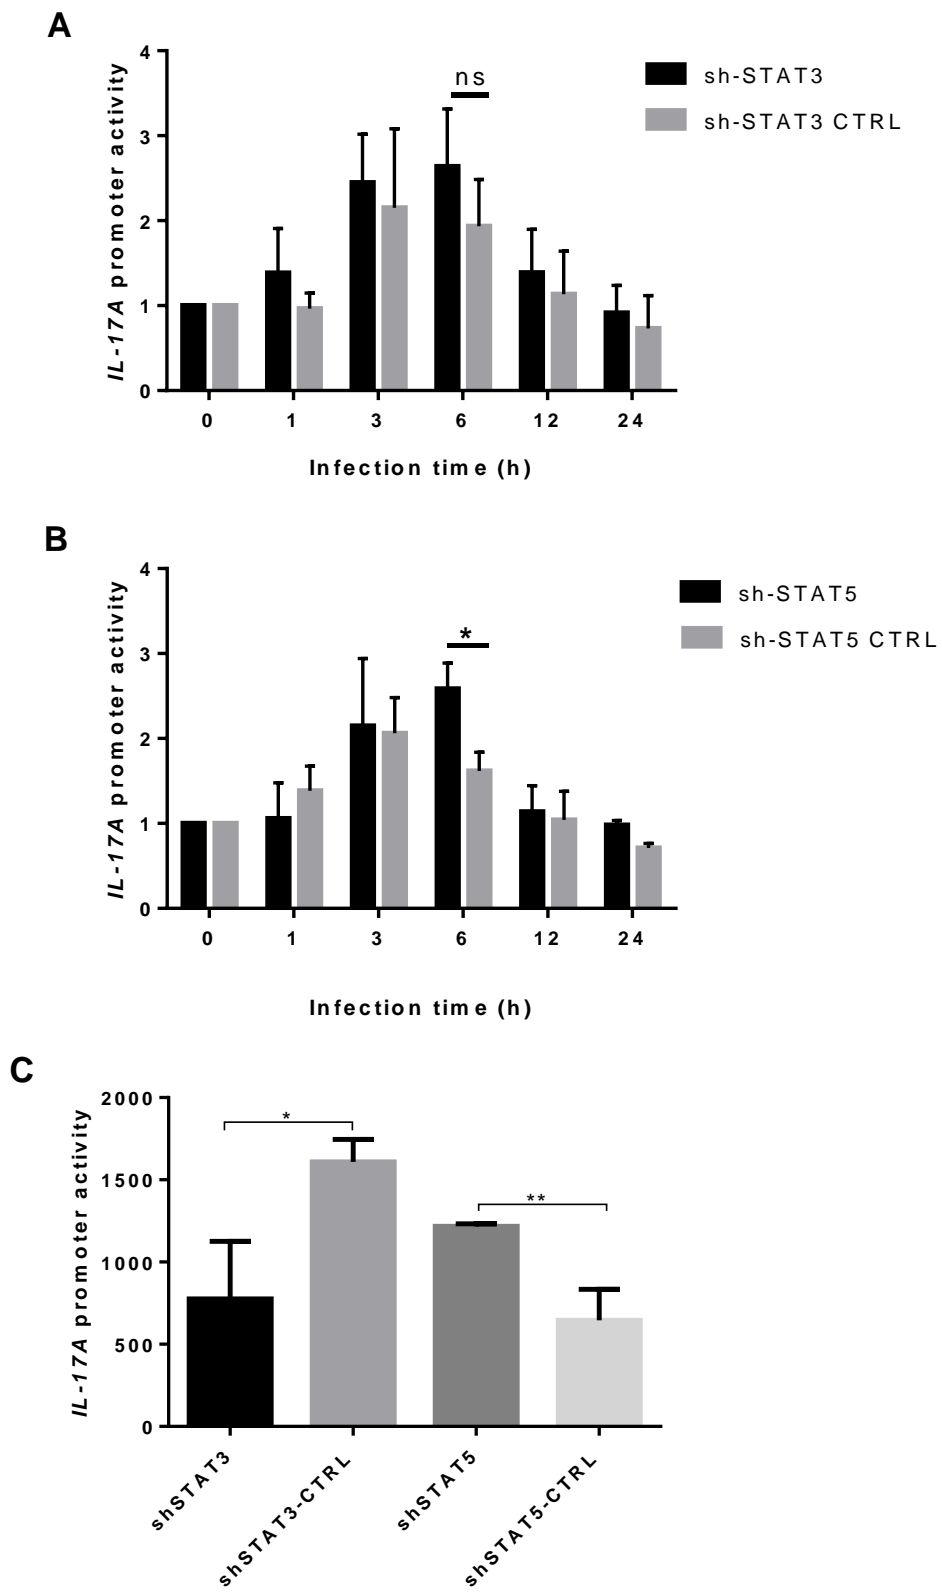 A
IL-17A promoter activity
4
3
2
1
0
ns
sh-STAT3
sh-STAT3 CTRL
0 1 3 6 12 24
Infection time (h)
B
IL-17A promoter activity
4
3
2
1
0
*
sh-STAT5
sh-STAT5 CTRL
0 1 3 6 12 24
Infection time (h)
C
IL-17A promoter activity
2000
1500
1000
500
0
*
**
shSTAT3
shSTAT3-CTRL
shSTAT5
shSTAT5-CTRL